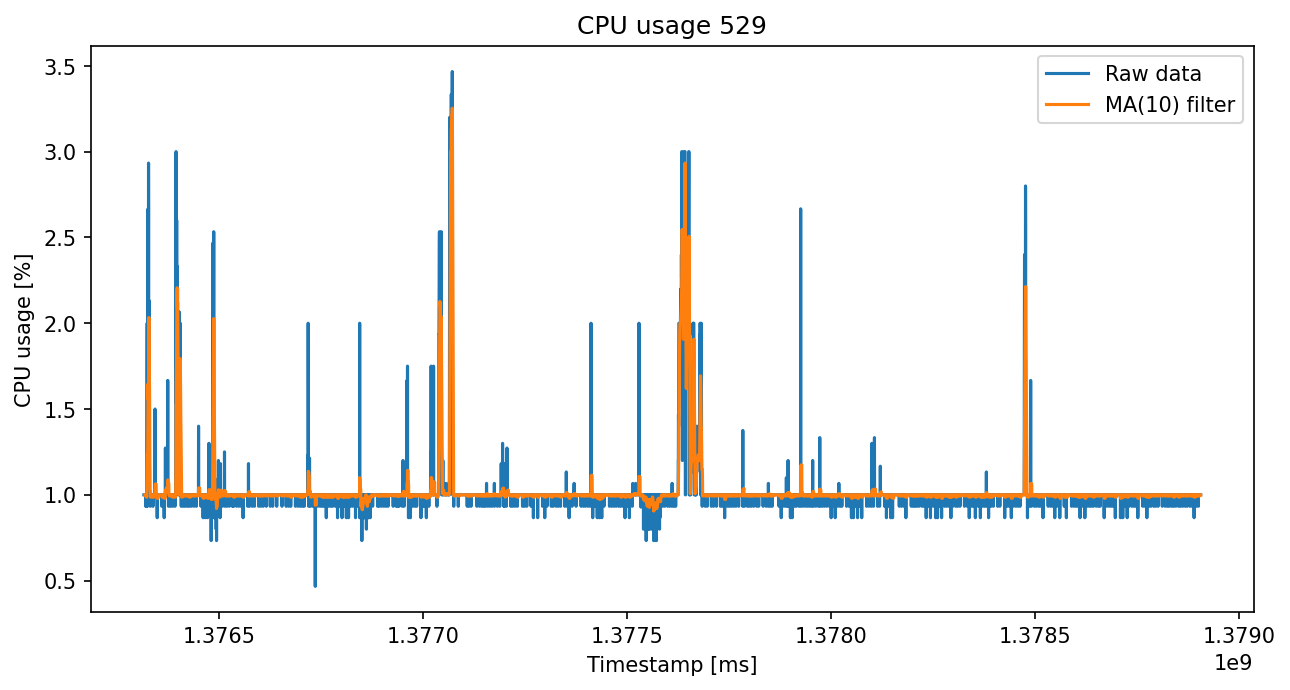 CPU usage 529
Raw data
MA(10) filter
CPU usage [%]
3.5
3.0
2.5
2.0
1.5
1.0
0.5
1.3765
1.3770
1.3775
1.3780
1.3785
1.3790
1e9
Timestamp [ms]